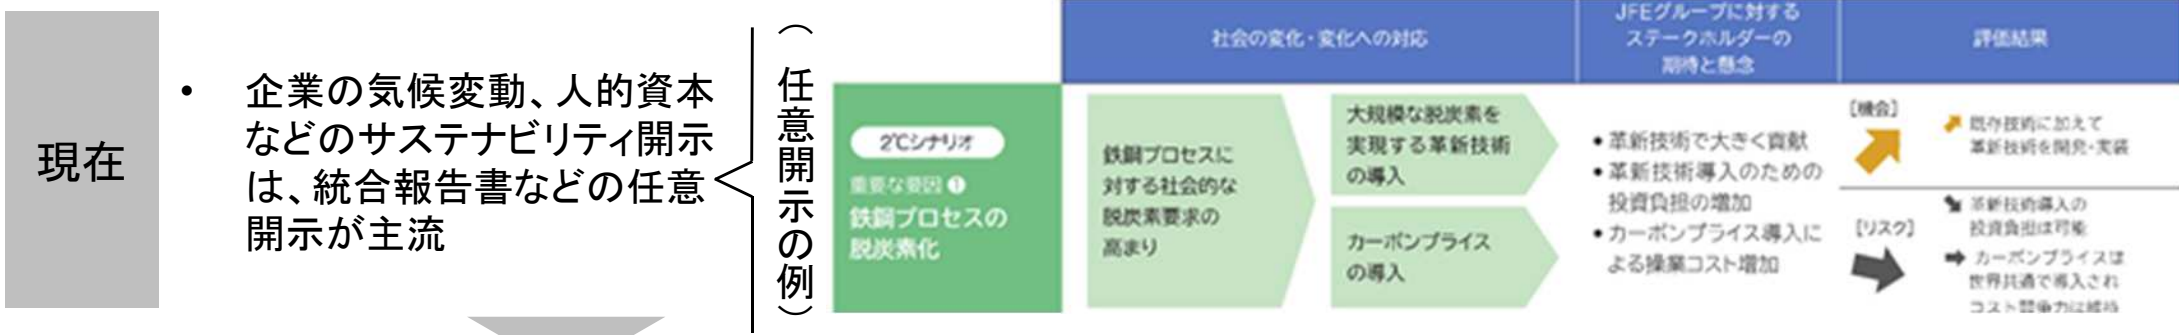 現在
• 企業の気候変動、人的資本
などのサステナビリティ開示
は、統合報告書などの任意
開示が主流
（任意開示の例）
社会の変化・変化への対応
JFEグループに対する
ステークホルダーの
期待と懸念
評価結果
2℃シナリオ
重要な要因❶
鉄鋼プロセスの
脱炭素化
鉄鋼プロセスに
対する社会的な
脱炭素要求の
高まり
大規模な脱炭素を
実現する革新技術
の導入
カーボンプライス
の導入
• 革新技術で大きく貢献
• 革新技術導入のための
投資負担の増加
• カーボンプライス導入に
よる操業コスト増加
［機会］
既存技術に加えて
革新技術を開発・実装
［リスク］
革新技術導入の
投資負担は可能
カーボンプライスは
世界共通で導入され
コスト競争力は維持